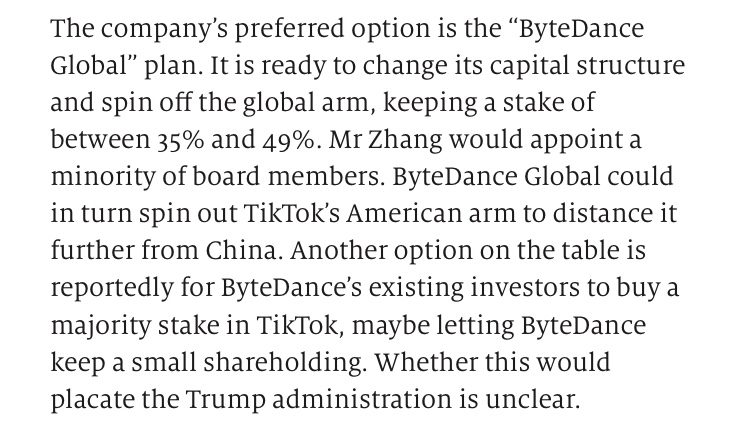 The company’s preferred option is the “ByteDance
Global” plan. It is ready to change its capital structure
and spin off the global arm, keeping a stake of
between 35% and 49%. Mr Zhang would appoint a
minority of board members. ByteDance Global could
in turn spin out TikTok’s American arm to distance it
further from China. Another option on the table is
reportedly for ByteDance’s existing investors to buy a
majority stake in TikTok, maybe letting ByteDance
keep a small shareholding. Whether this would
placate the Trump administration is unclear.